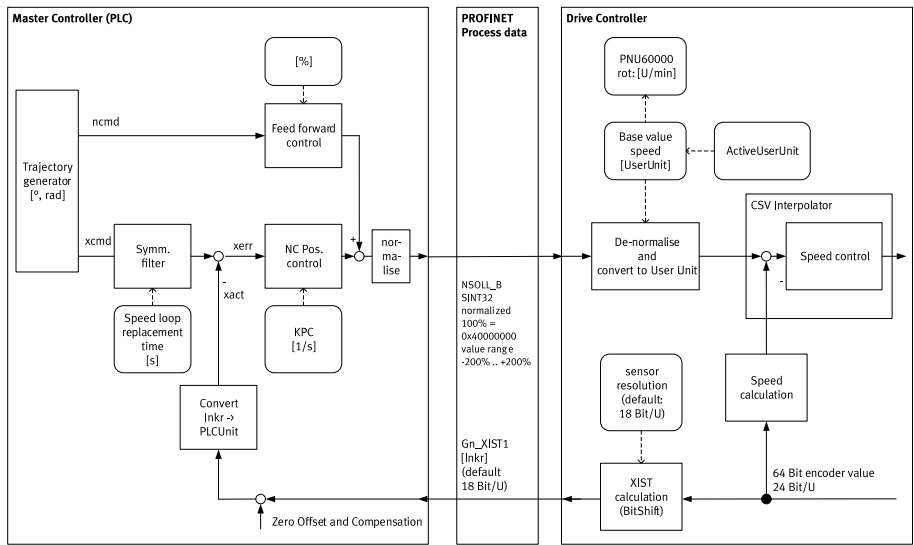 Master Controller (PLC)
PROFINET
Process data
Drive Controller
[%]
PNU60000
rot: [U/min]
ncmd
Feed forward
control
Base value
speed
[UserUnit]
ActiveUserUnit
Trajectory
generator
[°, rad]
CSV Interpolator
xcmd
Symm.
filter
xerr
NC Pos.
control
+
nor-
ma-
lise
De-normalise
and
convert to User Unit
Speed control
-
xact
-
Speed loop
replacement
time
[s]
KPC
[1/s]
NSOLL_B
SINT32
normalized
100% =
0x40000000
value range
-200% .. +200%
sensor
resolution
(default:
18 Bit/U)
Speed
calculation
Convert
Inkr ->
PLCUnit
Gn_XIST1
[Inkr]
(default
18 Bit/U)
XIST
calculation
(BitShift)
64 Bit encoder value
24 Bit/U
Zero Offset and Compensation